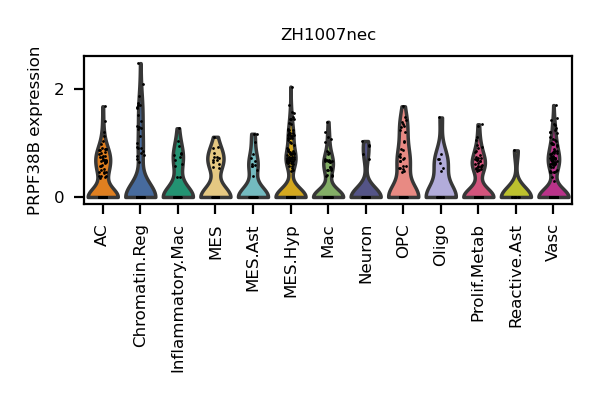 ZH1007nec
PRPF38B expression
2
0
AC
Chromatin.Reg
Inflammatory.Mac
MES
MES.Ast
MES.Hyp
Mac
Neuron
OPC
Oligo
Prolif.Metab
Reactive.Ast
Vasc